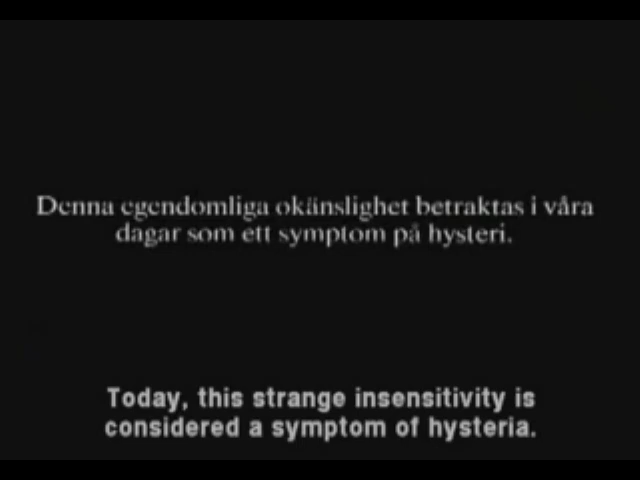 Denna egendomliga okänslighet betraktas i våra
dagar som ett symptom på hysteri.
Today, this strange insensitivity is
considered a symptom of hysteria.